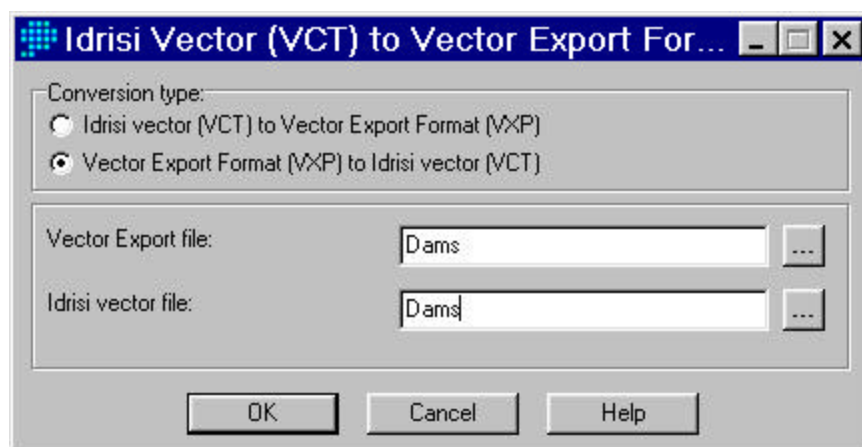 Idrisi Vector (VCT) to Vector Export For...
Conversion type:
Idrisi vector (VCT) to Vector Export Format (VXP)
Vector Export Format (VXP) to Idrisi vector (VCT)
Vector Export file:
Dams
...
Idrisi vector file:
Dams
...
OK
Cancel
Help